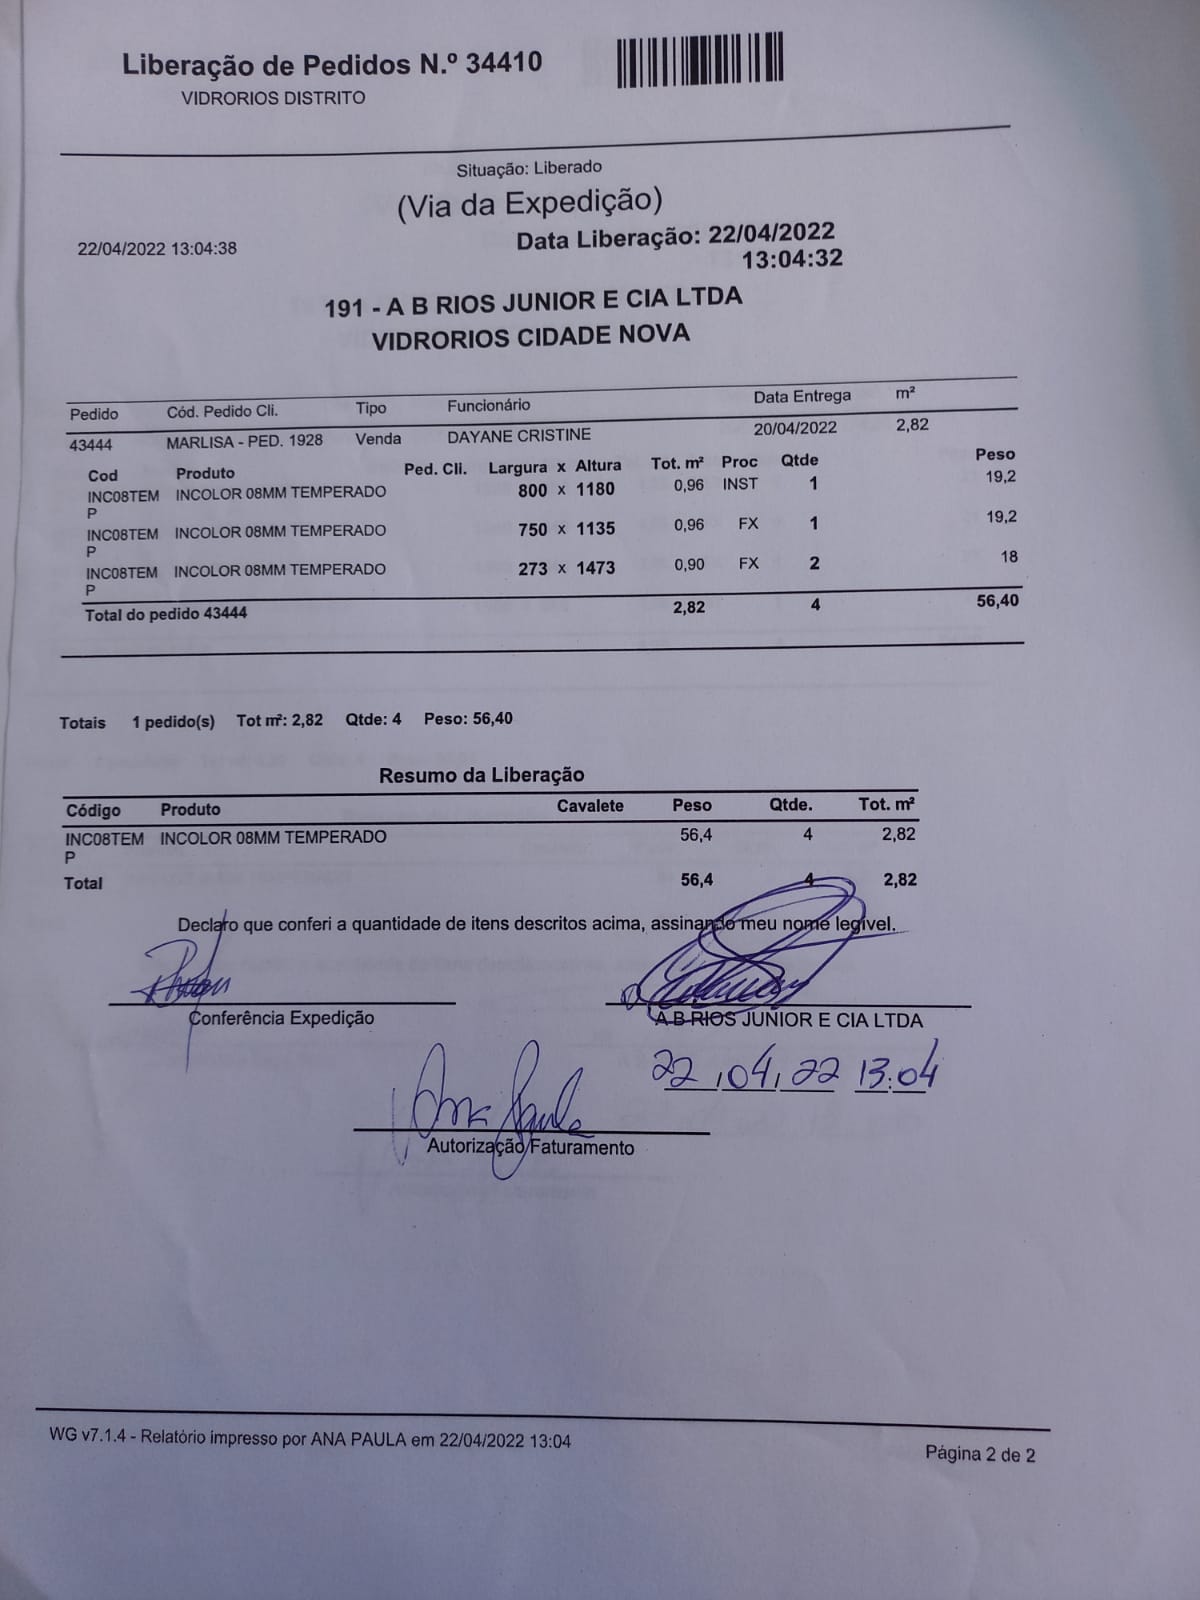 Liberação de Pedidos N.º 34410
VIDRORIOS DISTRITO
Situação: Liberado
(Via da Expedição)
22/04/2022 13:04:38
Data Liberação: 22/04/2022
13:04:32
191 - A B RIOS JUNIOR E CIA LTDA
VIDRORIOS CIDADE NOVA
Pedido Cód. Pedido Cli. Tipo Funcionário Data Entrega m²
43444 MARLISA - PED. 1928 Venda DAYANE CRISTINE 20/04/2022 2,82
Cod Produto Ped. Cli. Largura x Altura Tot. m² Proc Qtde Peso
INC08TEM INCOLOR 08MM TEMPERADO 800 x 1180 0,96 INST 1 19,2
P
INC08TEM INCOLOR 08MM TEMPERADO 750 x 1135 0,96 FX 1 19,2
P
INC08TEM INCOLOR 08MM TEMPERADO 273 x 1473 0,90 FX 2 18
P
Total do pedido 43444 2,82 4 56,40
Totais 1 pedido(s) Tot m²: 2,82 Qtde: 4 Peso: 56,40
Resumo da Liberação
Código Produto Cavalete Peso Qtde. Tot. m²
INC08TEM INCOLOR 08MM TEMPERADO 56,4 4 2,82
P
Total 56,4 4 2,82
Declaro que conferi a quantidade de itens descritos acima, assinando meu nome legível.
Conferência Expedição
A B RIOS JUNIOR E CIA LTDA
22/04/22 13:04
Ana Paula
Autorização Faturamento
WG v7.1.4 - Relatório impresso por ANA PAULA em 22/04/2022 13:04
Página 2 de 2